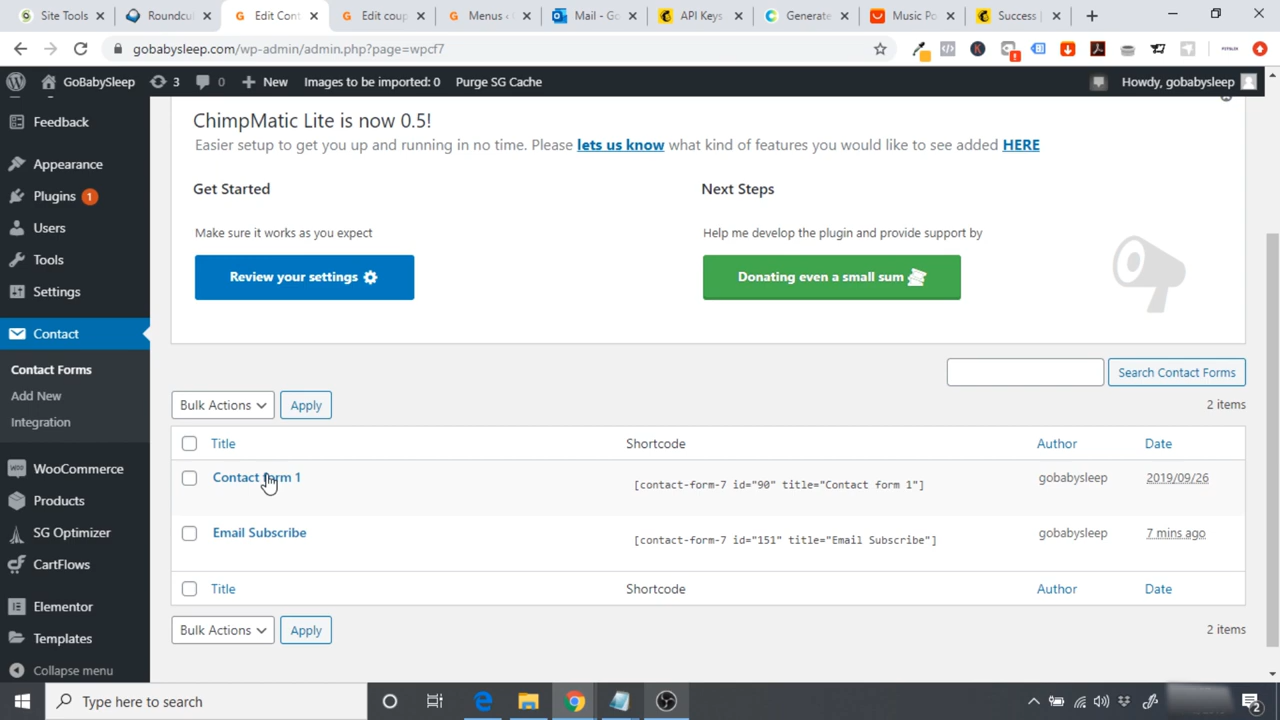 Site Tools
Roundcu
Edit Cont
Edit coup
Menus ‹ G
Mail - Go
API Keys
Generate
Music Po
Success |
gobabysleep.com/wp-admin/admin.php?page=wpcf7
GoBabySleep
3
0
New
Images to be imported: 0
Purge SG Cache
Howdy, gobabysleep
Feedback
Appearance
Plugins 1
Users
Tools
Settings
Contact
Contact Forms
Add New
Integration
WooCommerce
Products
SG Optimizer
CartFlows
Elementor
Templates
Collapse menu
ChimpMatic Lite is now 0.5!
Easier setup to get you up and running in no time. Please lets us know what kind of features you would like to see added HERE
Get Started
Make sure it works as you expect
Review your settings
Next Steps
Help me develop the plugin and provide support by
Donating even a small sum
Search Contact Forms
Bulk Actions
Apply
2 items
Title
Shortcode
Author
Date
Contact form 1
[contact-form-7 id="90" title="Contact form 1"]
gobabysleep
2019/09/26
Email Subscribe
[contact-form-7 id="151" title="Email Subscribe"]
gobabysleep
7 mins ago
Title
Shortcode
Author
Date
Bulk Actions
Apply
2 items
Type here to search
2